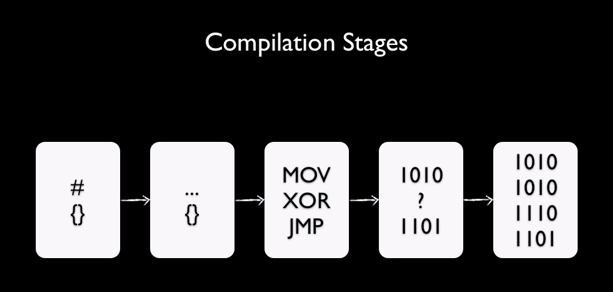 Compilation Stages
#
{}
...
{}
MOV
XOR
JMP
1010
?
1101
1010
1010
1110
1101